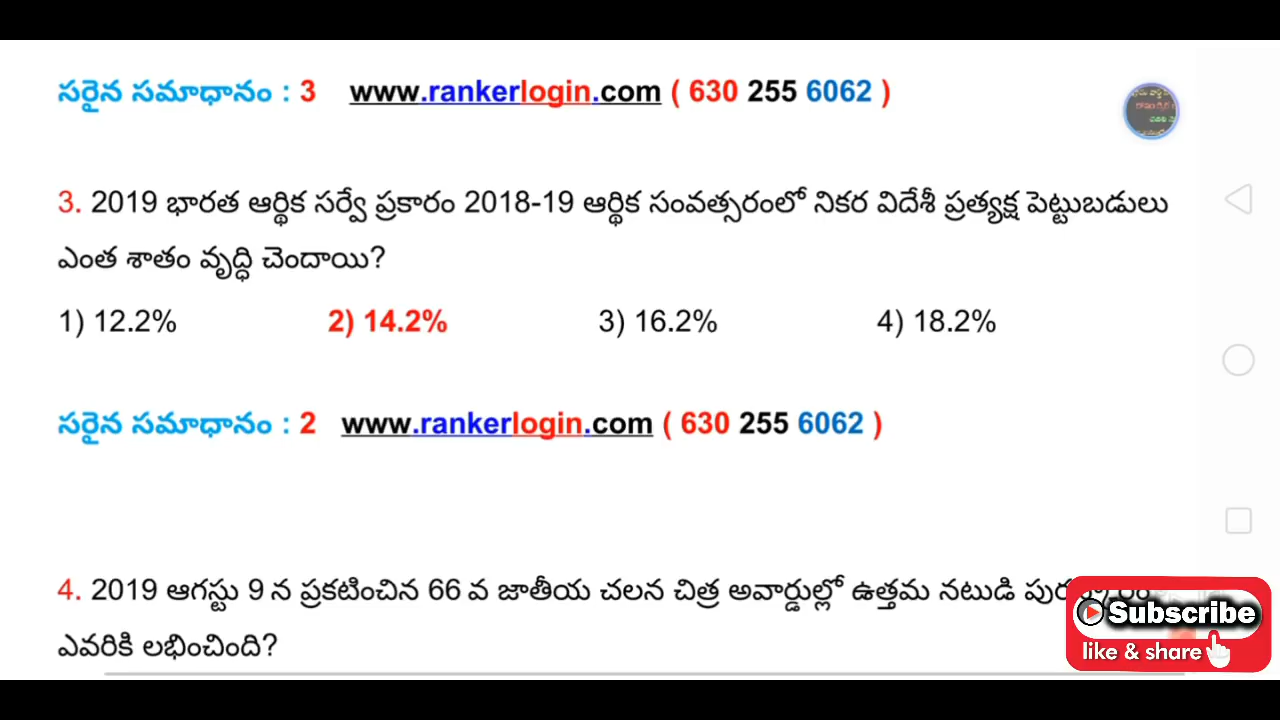 సరైన సమాధానం : 3 www.rankerlogin.com ( 630 255 6062 )
3. 2019 భారత ఆర్థిక సర్వే ప్రకారం 2018-19 ఆర్థిక సంవత్సరంలో నికర విదేశీ ప్రత్యక్ష పెట్టుబడులు
ఎంత శాతం వృద్ధి చెందాయి?
1) 12.2% 2) 14.2% 3) 16.2% 4) 18.2%
సరైన సమాధానం : 2 www.rankerlogin.com ( 630 255 6062 )
4. 2019 ఆగస్టు 9 న ప్రకటించిన 66 వ జాతీయ చలన చిత్ర అవార్డుల్లో ఉత్తమ నటుడి
ఎవరికి లభించింది?
Subscribe
like & share